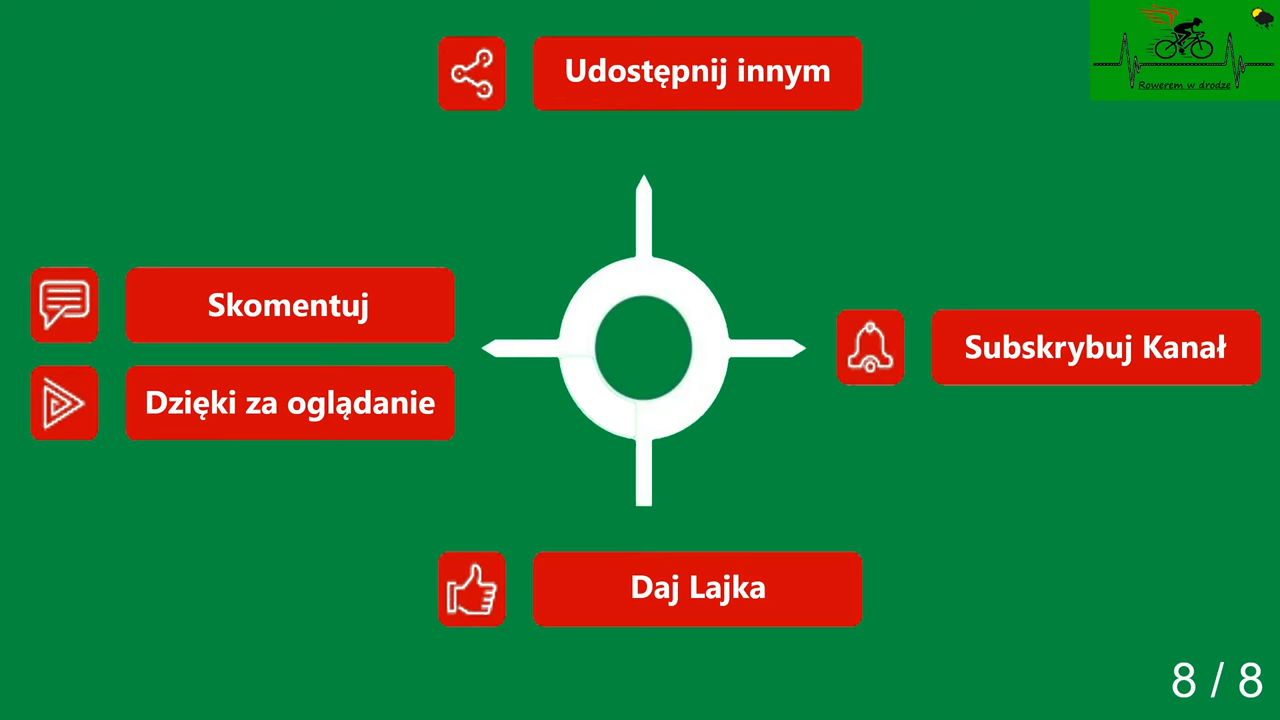 Rowerem w drodze
Udostępnij innym
Skomentuj
Dzięki za oglądanie
Subskrybuj Kanał
Daj Lajka
8 / 8